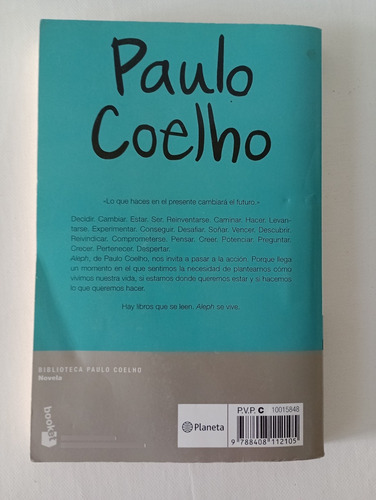 Paulo
Coelho
«Lo que haces en el presente cambiará el futuro.»
Decidir. Cambiar. Estar. Ser. Reinventarse. Caminar. Hacer. Levan-
tarse. Experimentar. Conseguir. Desafiar. Soñar. Vencer. Descubrir.
Reivindicar. Comprometerse. Pensar. Creer. Potenciar. Preguntar.
Crecer. Pertenecer. Despertar.
Aleph, de Paulo Coelho, nos invita a pasar a la acción. Porque llega
un momento en el que sentimos la necesidad de plantearnos cómo
vivimos nuestra vida, si estamos donde queremos estar y si hacemos
lo que queremos hacer.
Hay libros que se leen. Aleph se vive.
BIBLIOTECA PAULO COELHO
Novela
booket
Planeta
P.V.P. C 10015848
9 788408 112105